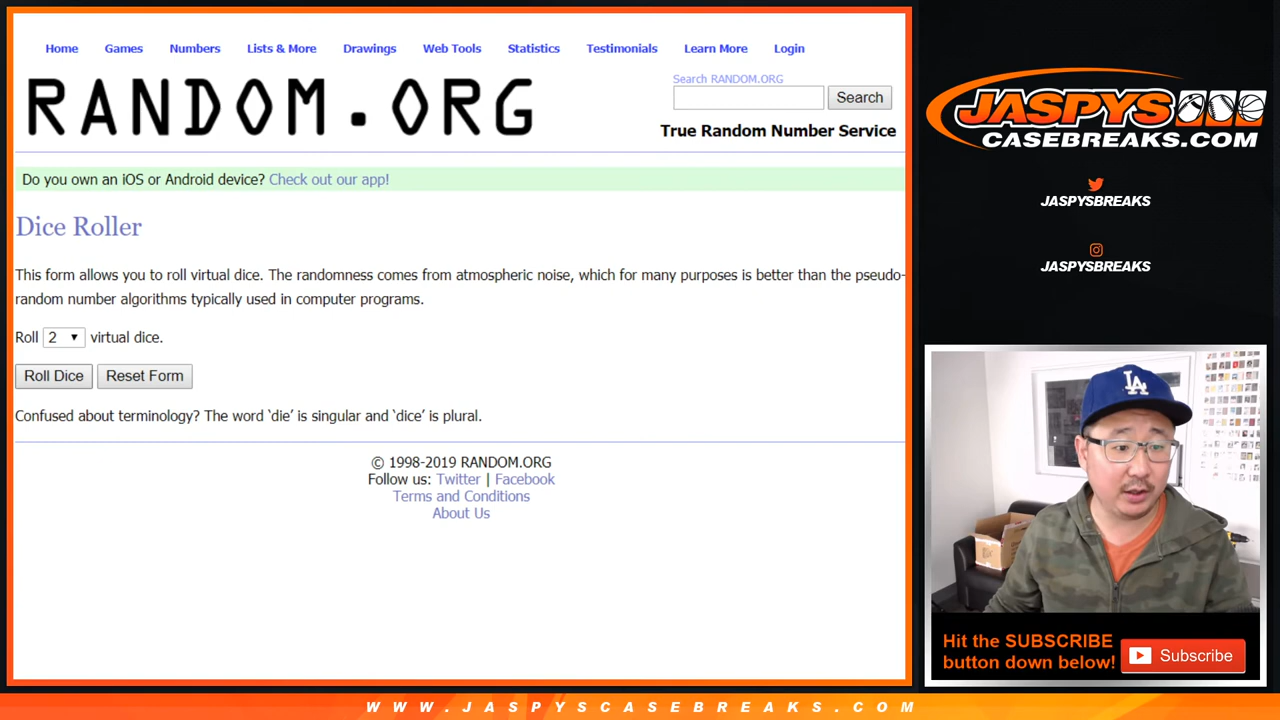 Home Games Numbers Lists & More Drawings Web Tools Statistics Testimonials Learn More Login
RANDOM.ORG
Search RANDOM.ORG
Search
True Random Number Service
Do you own an iOS or Android device? Check out our app!
Dice Roller
This form allows you to roll virtual dice. The randomness comes from atmospheric noise, which for many purposes is better than the pseudo-
random number algorithms typically used in computer programs.
Roll 2 virtual dice.
Roll Dice Reset Form
Confused about terminology? The word ‘die’ is singular and ‘dice’ is plural.
© 1998-2019 RANDOM.ORG
Follow us: Twitter | Facebook
Terms and Conditions
About Us
JASPYS
CASEBREAKS.COM
JASPYSBREAKS
JASPYSBREAKS
LA
Hit the SUBSCRIBE
button down below!
Subscribe
WWW.JASPYSCASEBREAKS.COM